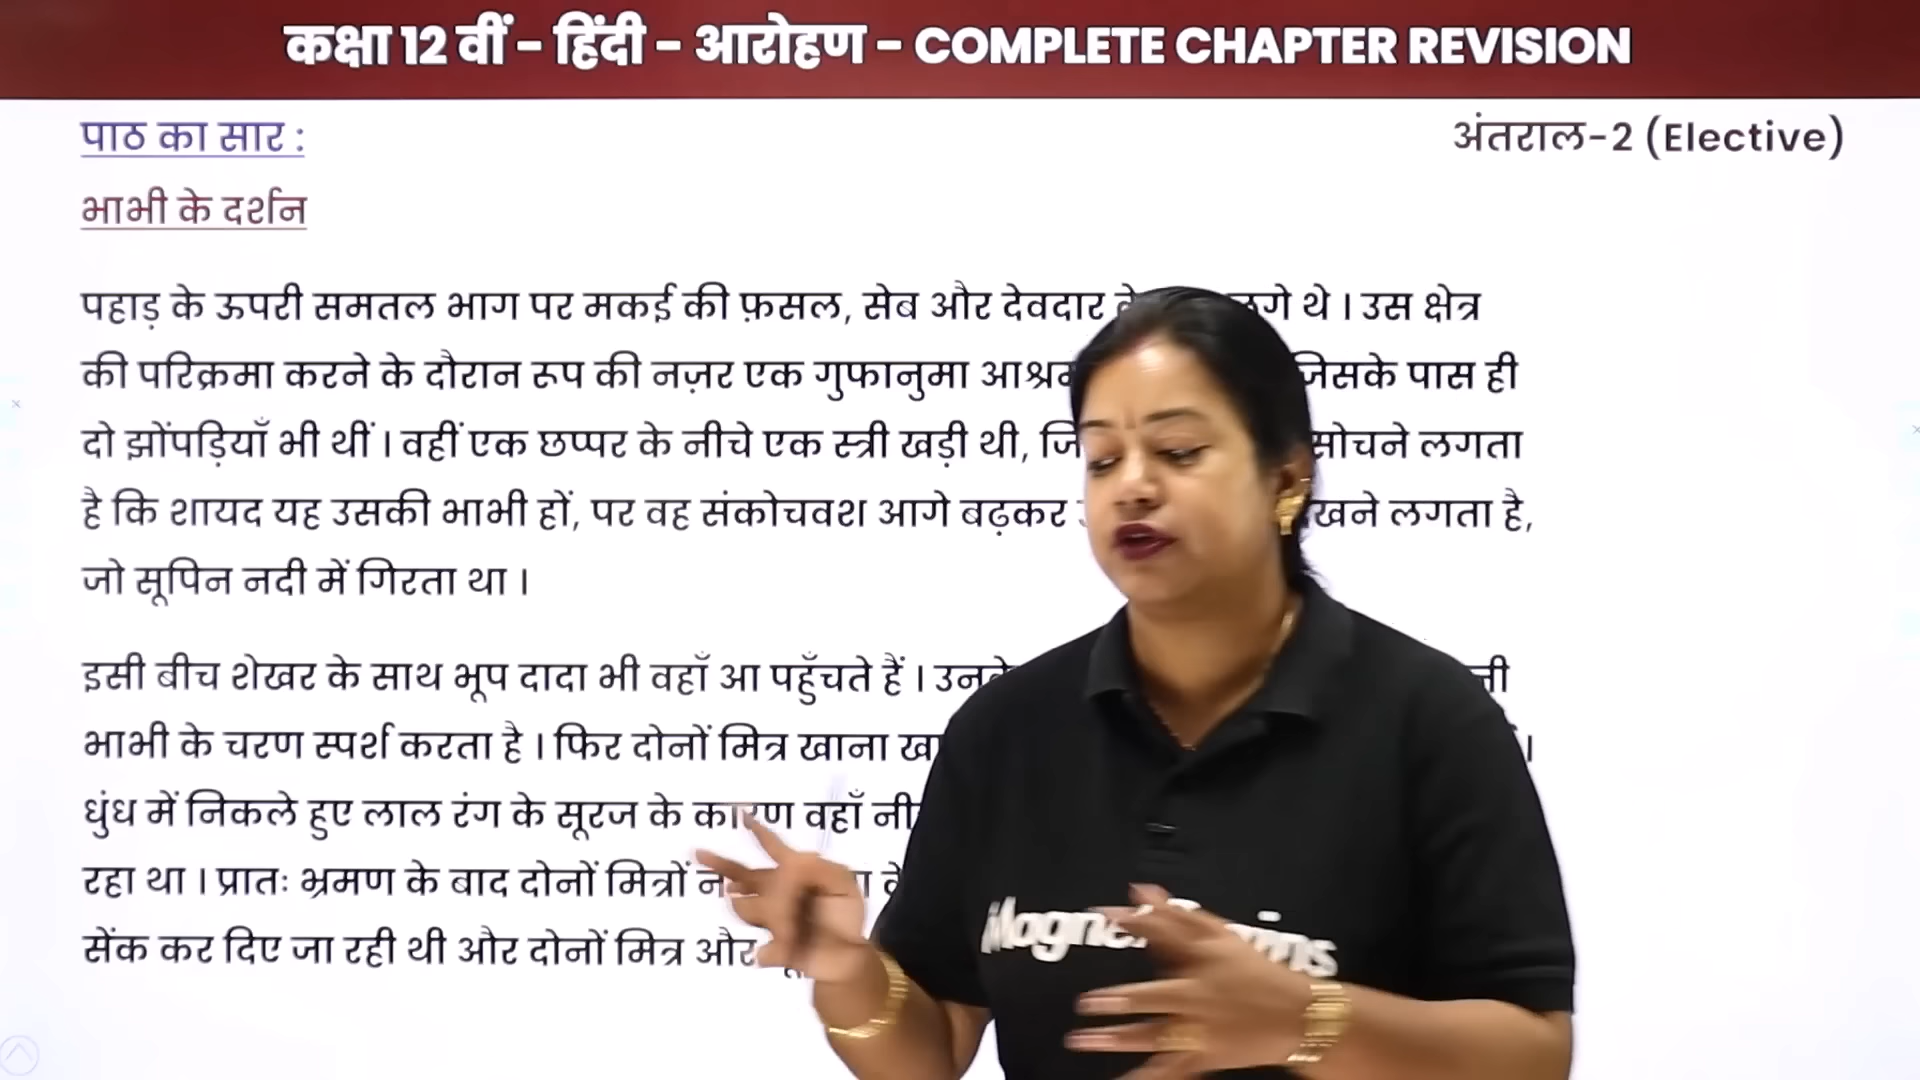 कक्षा 12 वीं - हिंदी - आरोहण - COMPLETE CHAPTER REVISION
पाठ का सार :
अंतराल-2 (Elective)
भाभी के दर्शन
पहाड़ के ऊपरी समतल भाग पर मकई की फ़सल, सेब और देवदार थे । उस क्षेत्र
की परिक्रमा करने के दौरान रूप की नज़र एक गुफानुमा जिसके पास ही
दो झोंपड़ियाँ भी थीं । वहीं एक छप्पर के नीचे एक स्त्री खड़ी थी, सोचने लगता
है कि शायद यह उसकी भाभी हों, पर वह संकोचवश आगे बढ़कर लगता है,
जो सूपिन नदी में गिरता था ।
इसी बीच शेखर के साथ भूप दादा भी वहाँ आ पहुँचते हैं ।
भाभी के चरण स्पर्श करता है । फिर दोनों मित्र खाना ।
धुंध में निकले हुए लाल रंग के सूरज के कारण वहाँ
रहा था । प्रातः भ्रमण के बाद दोनों मित्रों
सेंक कर दिए जा रही थी और दोनों मित्र और